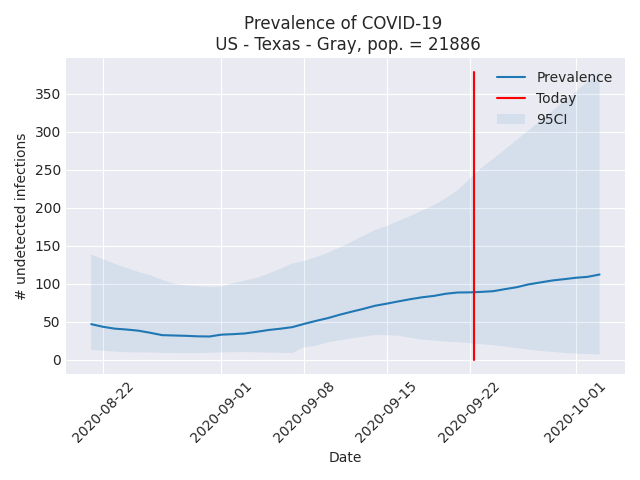 Prevalence of COVID-19
US - Texas - Gray, pop. = 21886
Prevalence
Today
95CI
# undetected infections
350
300
250
200
150
100
50
0
2020-08-22
2020-09-01
2020-09-08
2020-09-15
2020-09-22
2020-10-01
Date